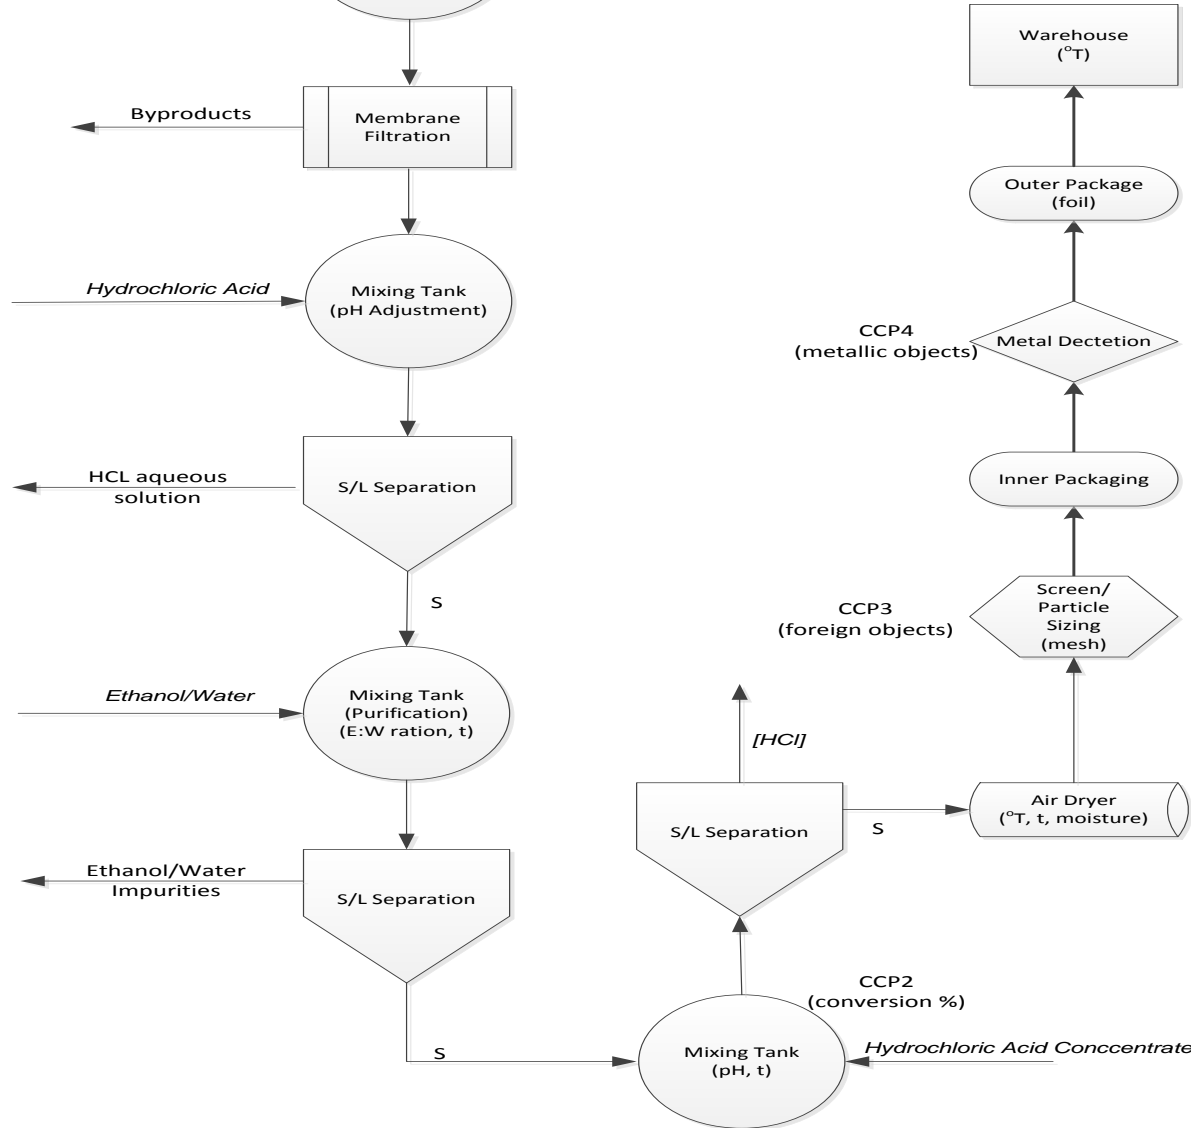 Byproducts
Membrane
Filtration
Hydrochloric Acid
Mixing Tank
(pH Adjustment)
HCL aqueous
solution
S/L Separation
S
Ethanol/Water
Mixing Tank
(Purification)
(E:W ration, t)
Ethanol/Water
Impurities
S/L Separation
S
Mixing Tank
(pH, t)
CCP2
(conversion %)
Hydrochloric Acid Conccentrate
S/L Separation
[HCl]
S
Air Dryer
(°T, t, moisture)
CCP3
(foreign objects)
Screen/
Particle
Sizing
(mesh)
Inner Packaging
CCP4
(metallic objects)
Metal Dectetion
Outer Package
(foil)
Warehouse
(°T)